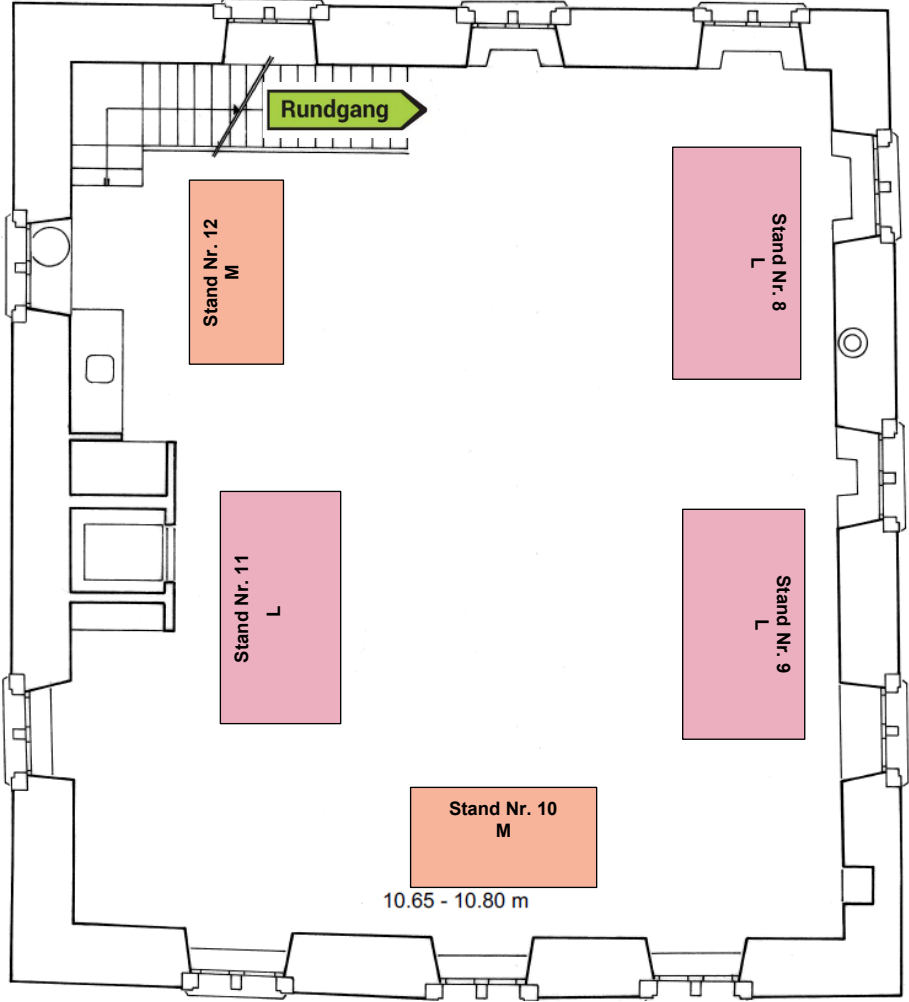 Rundgang
Stand Nr. 12
M
Stand Nr. 8
L
Stand Nr. 11
L
Stand Nr. 9
L
Stand Nr. 10
M
10.65 - 10.80 m